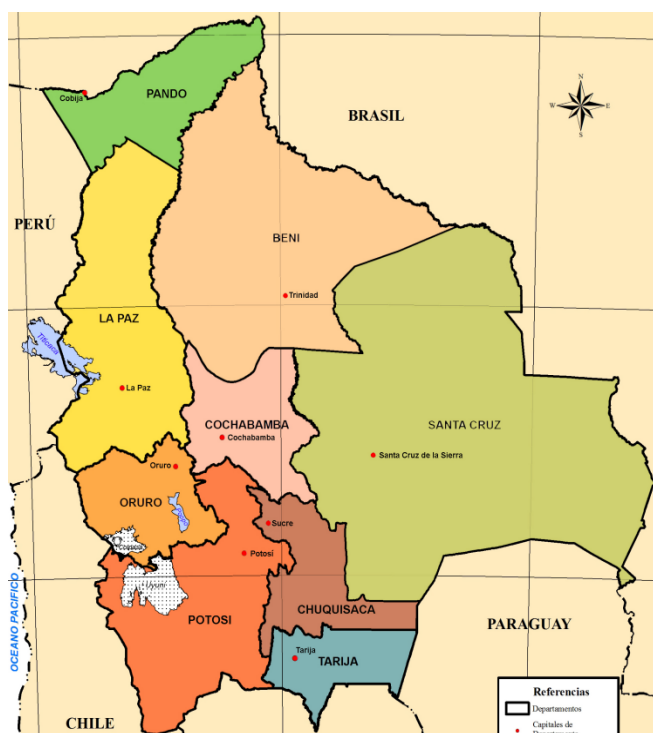 Cobija
PANDO
BRASIL
N
W
E
S
PERÚ
BENI
Trinidad
LA PAZ
Titicaca
La Paz
COCHABAMBA
Cochabamba
SANTA CRUZ
Santa Cruz de la Sierra
Oruro
ORURO
Sucre
Potosí
Uyuni
OCEANO PACIFICO
POTOSI
CHUQUISACA
PARAGUAY
Tarija
TARIJA
CHILE
Referencias
Departamentos
Capitales de